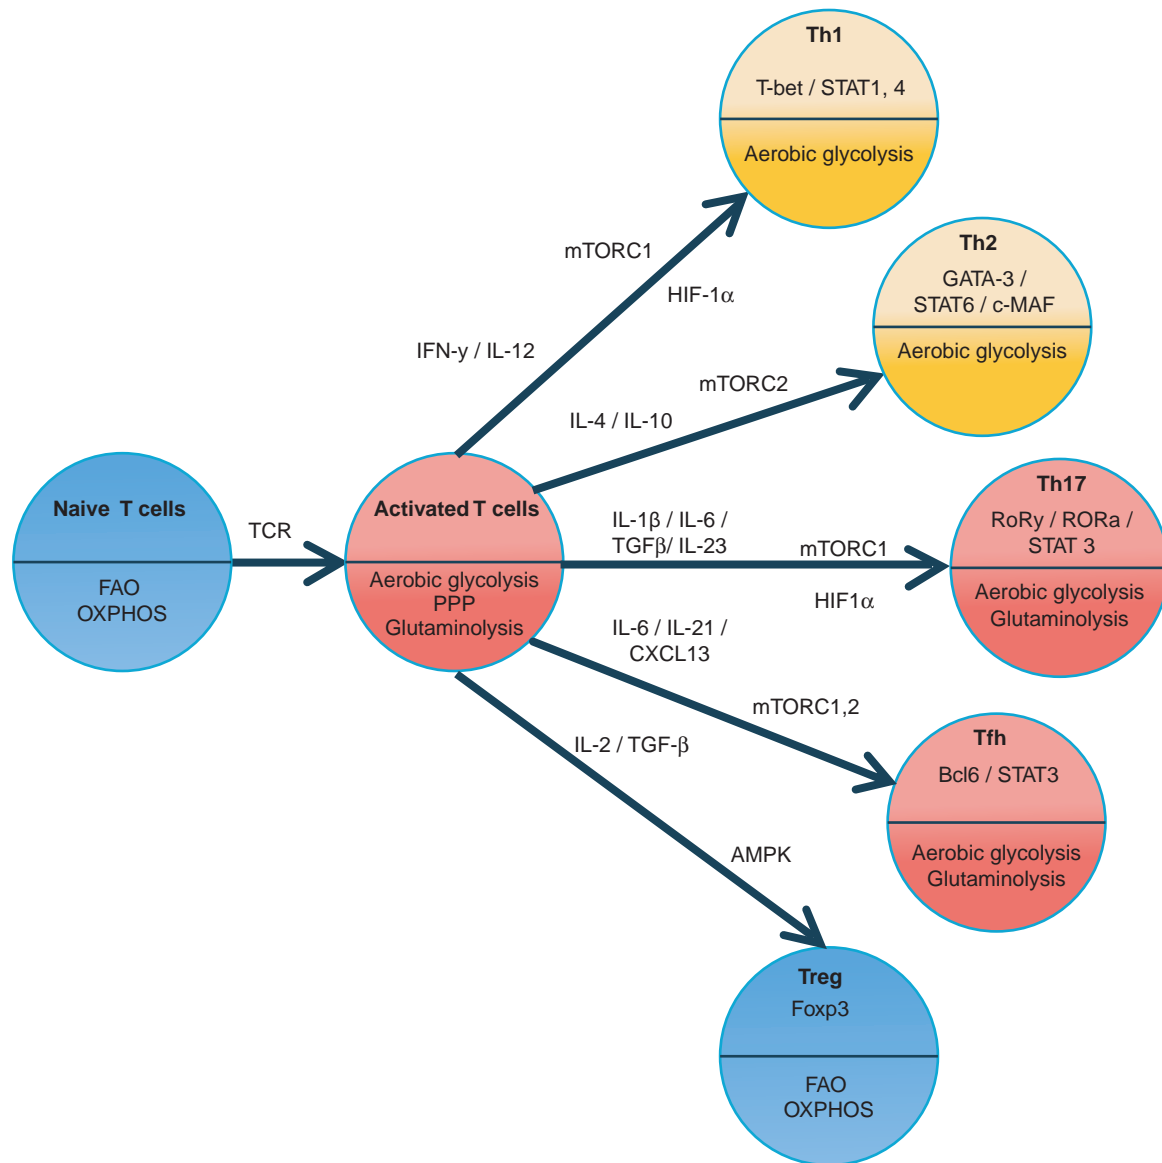 Th1
T-bet / STAT1, 4
Aerobic glycolysis
mTORC1
HIF-1α
IFN-y / IL-12
Th2
GATA-3 /
STAT6 / c-MAF
Aerobic glycolysis
mTORC2
IL-4 / IL-10
Naive T cells
FAO
OXPHOS
TCR
Activated T cells
Aerobic glycolysis
PPP
Glutaminolysis
IL-1β / IL-6 /
TGFβ/ IL-23
mTORC1
HIF1α
Th17
RoRy / RORa /
STAT 3
Aerobic glycolysis
Glutaminolysis
IL-6 / IL-21 /
CXCL13
mTORC1,2
Tfh
Bcl6 / STAT3
Aerobic glycolysis
Glutaminolysis
IL-2 / TGF-β
AMPK
Treg
Foxp3
FAO
OXPHOS